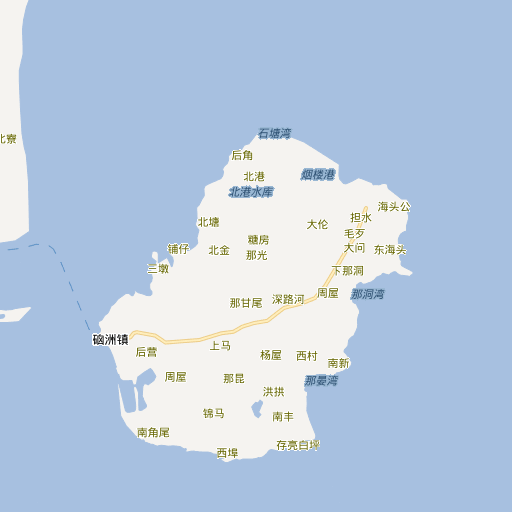 石塘湾
北寮
后角
烟楼港
北港
北港水库
海头公
担水
北塘
大伦
毛歹
糖房
铺仔
北金
大问
东海头
那光
三墩
下那洞
周屋
那洞湾
深路河
那甘尾
硇洲镇
上马
后营
杨屋
西村
南新
周屋
那昆
那晏湾
洪拱
锦马
南丰
南角尾
存亮白坪
西埠